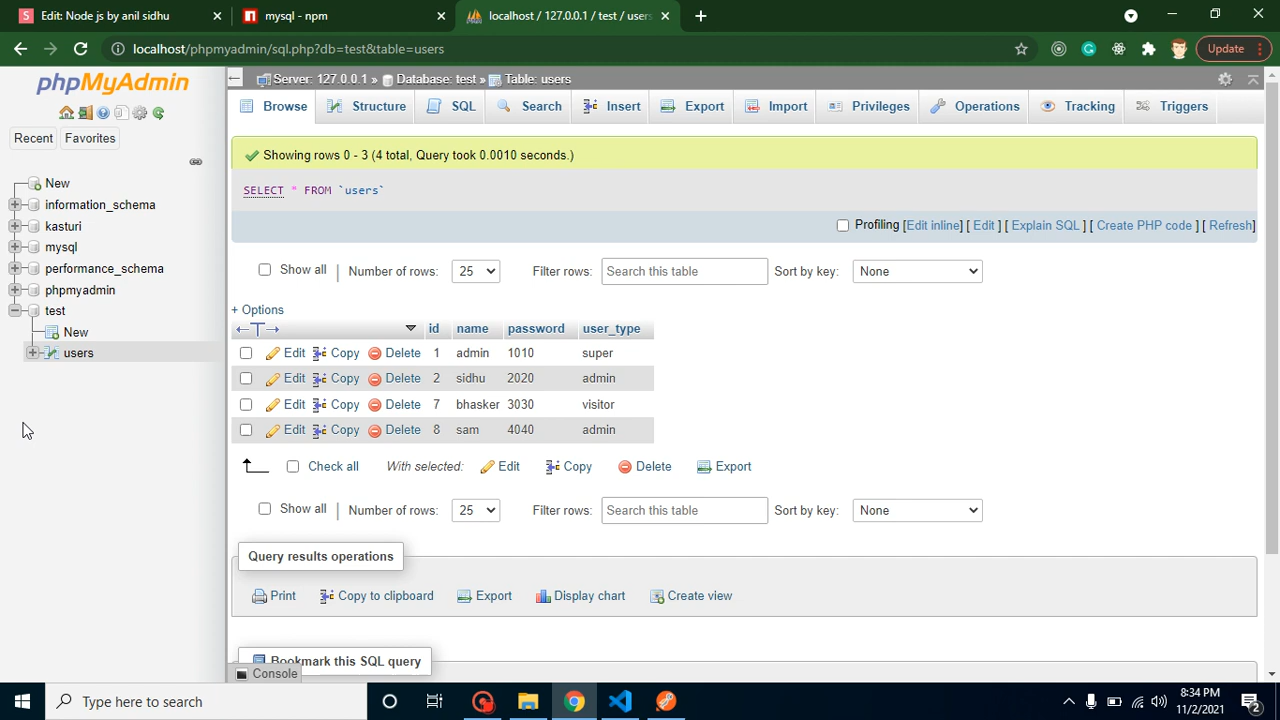 Edit: Node js by anil sidhu
mysql - npm
localhost / 127.0.0.1 / test / users
localhost/phpmyadmin/sql.php?db=test&table=users
Update
phpMyAdmin
Recent
Favorites
New
information_schema
kasturi
mysql
performance_schema
phpmyadmin
test
New
users
Server: 127.0.0.1 » Database: test » Table: users
Browse Structure SQL Search Insert Export Import Privileges Operations Tracking Triggers
Showing rows 0 - 3 (4 total, Query took 0.0010 seconds.)
SELECT * FROM `users`
Profiling [Edit inline] [ Edit ] [ Explain SQL ] [ Create PHP code ] [ Refresh]
Show all | Number of rows: 25 Filter rows: Search this table Sort by key: None
+ Options
←T→ id name password user_type
Edit Copy Delete 1 admin 1010 super
Edit Copy Delete 2 sidhu 2020 admin
Edit Copy Delete 7 bhasker 3030 visitor
Edit Copy Delete 8 sam 4040 admin
Check all With selected: Edit Copy Delete Export
Show all | Number of rows: 25 Filter rows: Search this table Sort by key: None
Query results operations
Print Copy to clipboard Export Display chart Create view
Bookmark this SQL query
Console
Type here to search
8:34 PM
11/2/2021
2